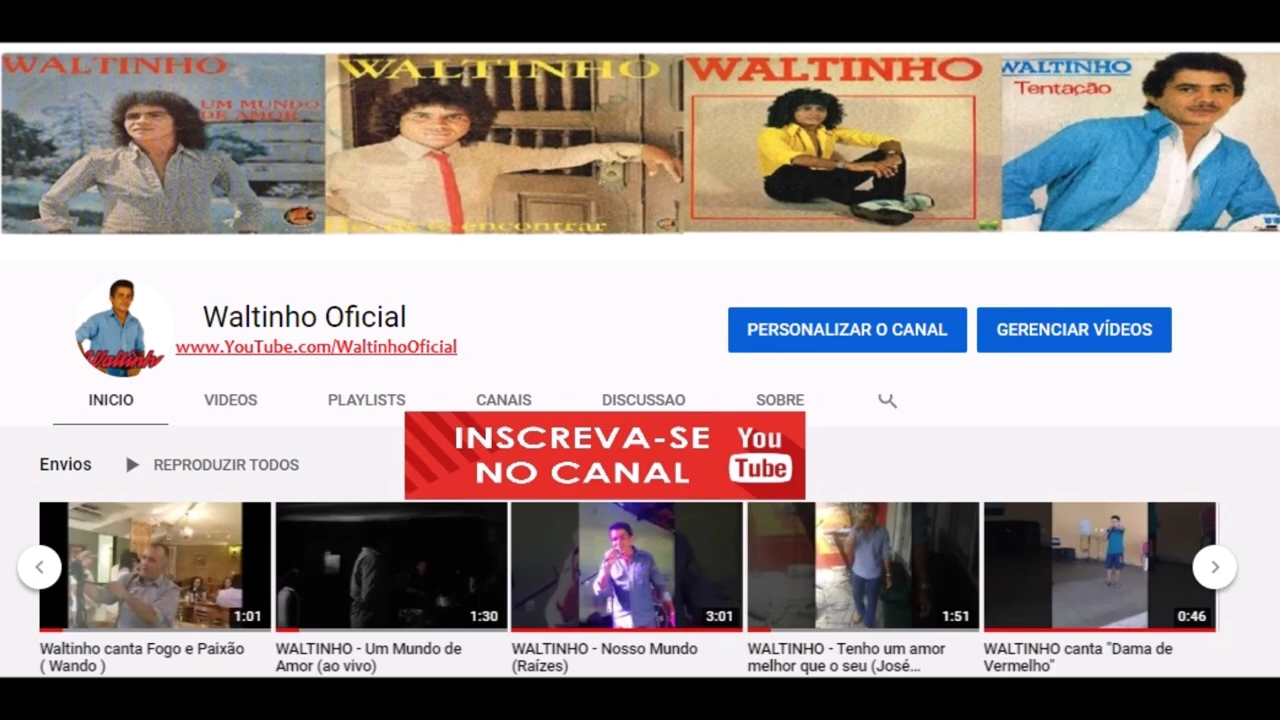 WALTINHO
UM MUNDO
DE AMOR
WALTINHO
encontrar
WALTINHO
WALTINHO
Tentação
Waltinho
Waltinho Oficial
www.YouTube.com/WaltinhoOficial
PERSONALIZAR O CANAL
GERENCIAR VÍDEOS
INICIO
VIDEOS
PLAYLISTS
CANAIS
DISCUSSAO
SOBRE
INSCREVA-SE
NO CANAL
You
Tube
Envios
REPRODUZIR TODOS
1:01
1:30
3:01
1:51
0:46
Waltinho canta Fogo e Paixão
( Wando )
WALTINHO - Um Mundo de
Amor (ao vivo)
WALTINHO - Nosso Mundo
(Raízes)
WALTINHO - Tenho um amor
melhor que o seu (José...
WALTINHO canta "Dama de
Vermelho"